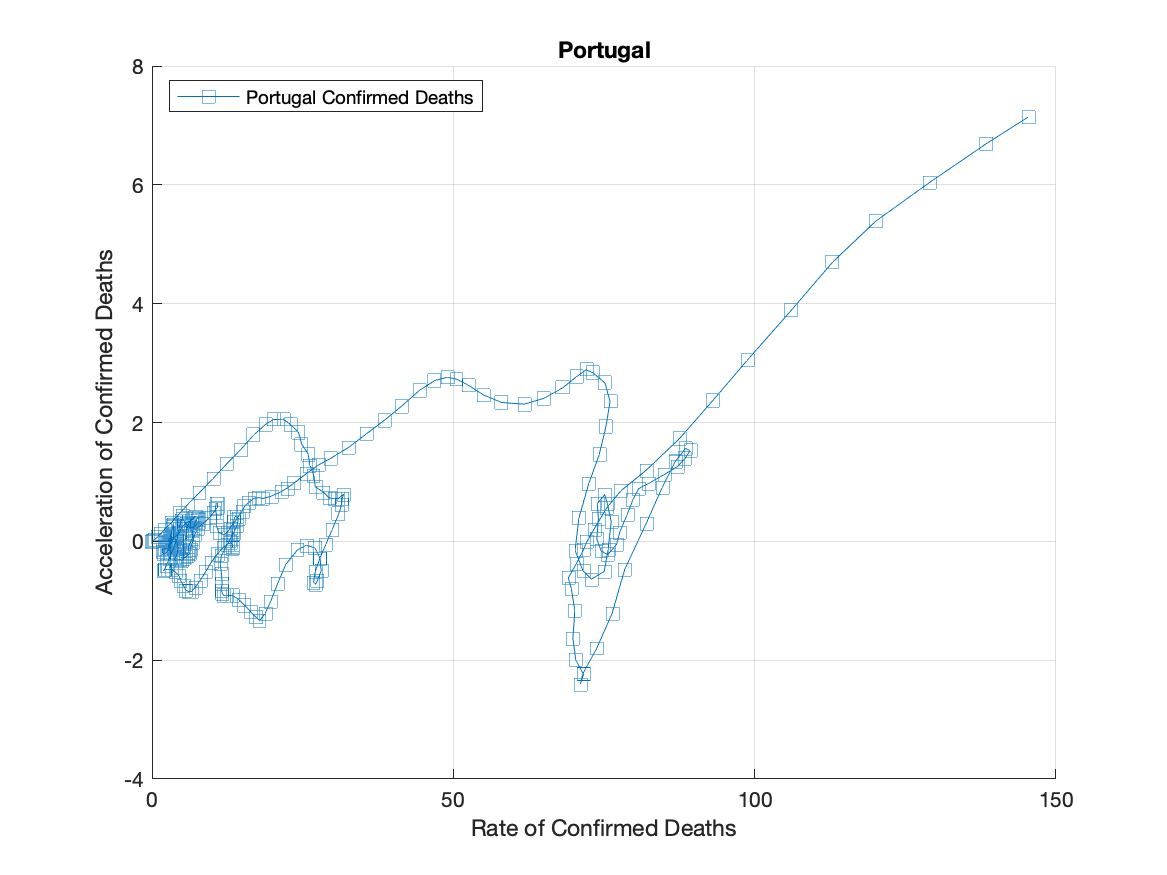 Portugal
Portugal Confirmed Deaths
8
6
4
2
0
-2
-4
0
50
100
150
Acceleration of Confirmed Deaths
Rate of Confirmed Deaths